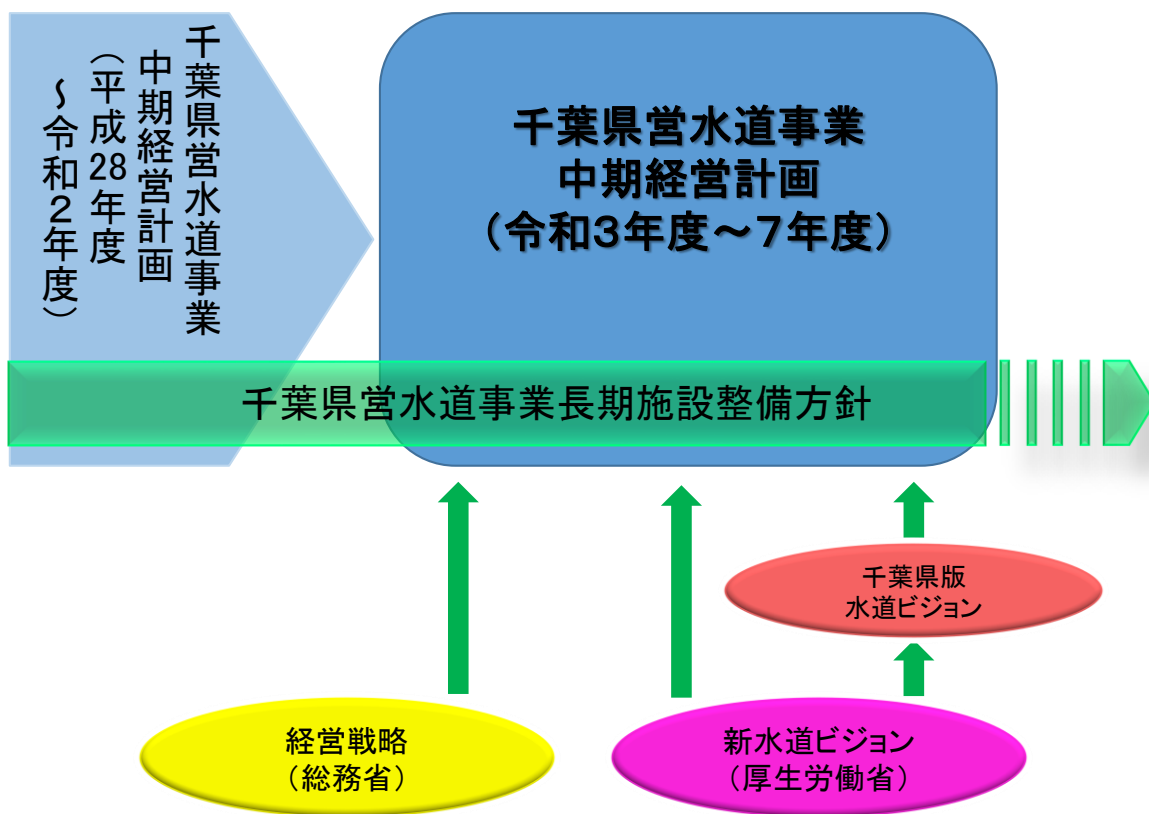 千葉県営水道事業
中期経営計画
（平成28年度
～令和２年度）
千葉県営水道事業
中期経営計画
（令和３年度～７年度）
千葉県営水道事業長期施設整備方針
千葉県版
水道ビジョン
経営戦略
（総務省）
新水道ビジョン
（厚生労働省）